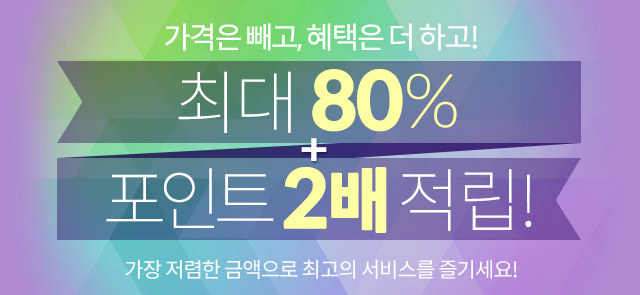 가격은 빼고, 혜택은 더 하고!
최대 80%
+
포인트 2배 적립!
가장 저렴한 금액으로 최고의 서비스를 즐기세요!